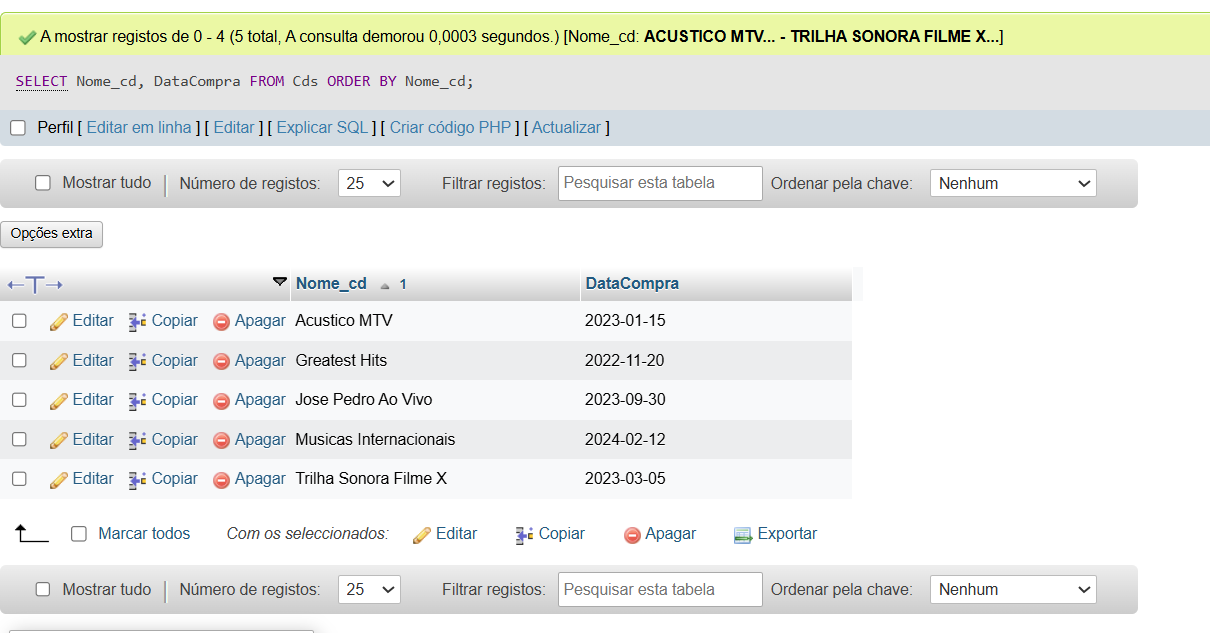 A mostrar registos de 0 - 4 (5 total, A consulta demorou 0,0003 segundos.) [Nome_cd: ACUSTICO MTV... - TRILHA SONORA FILME X...]
SELECT Nome_cd, DataCompra FROM Cds ORDER BY Nome_cd;
Perfil [ Editar em linha ] [ Editar ] [ Explicar SQL ] [ Criar código PHP ] [ Actualizar ]
Mostrar tudo | Número de registos: 25 Filtrar registos: Pesquisar esta tabela Ordenar pela chave: Nenhum
Opções extra
←T→ Nome_cd 1 DataCompra
Editar Copiar Apagar Acustico MTV 2023-01-15
Editar Copiar Apagar Greatest Hits 2022-11-20
Editar Copiar Apagar Jose Pedro Ao Vivo 2023-09-30
Editar Copiar Apagar Musicas Internacionais 2024-02-12
Editar Copiar Apagar Trilha Sonora Filme X 2023-03-05
Marcar todos Com os seleccionados: Editar Copiar Apagar Exportar
Mostrar tudo | Número de registos: 25 Filtrar registos: Pesquisar esta tabela Ordenar pela chave: Nenhum